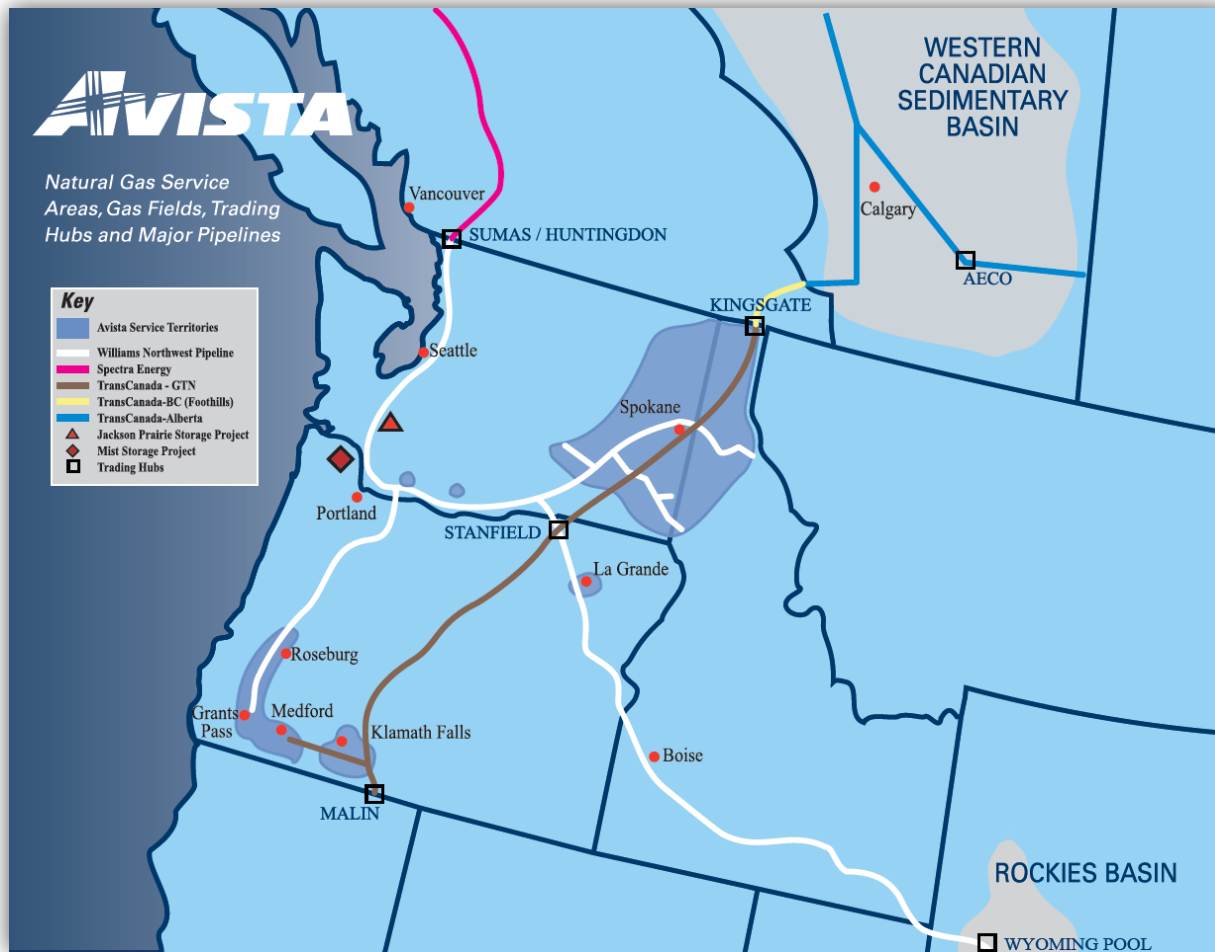 AVISTA
Natural Gas Service
Areas, Gas Fields, Trading
Hubs and Major Pipelines
Key
Avista Service Territories
Williams Northwest Pipeline
Spectra Energy
TransCanada - GTN
TransCanada-BC (Foothills)
TransCanada-Alberta
Jackson Prairie Storage Project
Mist Storage Project
Trading Hubs
WESTERN
CANADIAN
SEDIMENTARY
BASIN
Vancouver
Calgary
SUMAS / HUNTINGDON
AECO
KINGSGATE
Seattle
Spokane
Portland
STANFIELD
La Grande
Roseburg
Grants
Pass
Medford
Klamath Falls
Boise
MALIN
ROCKIES BASIN
WYOMING POOL